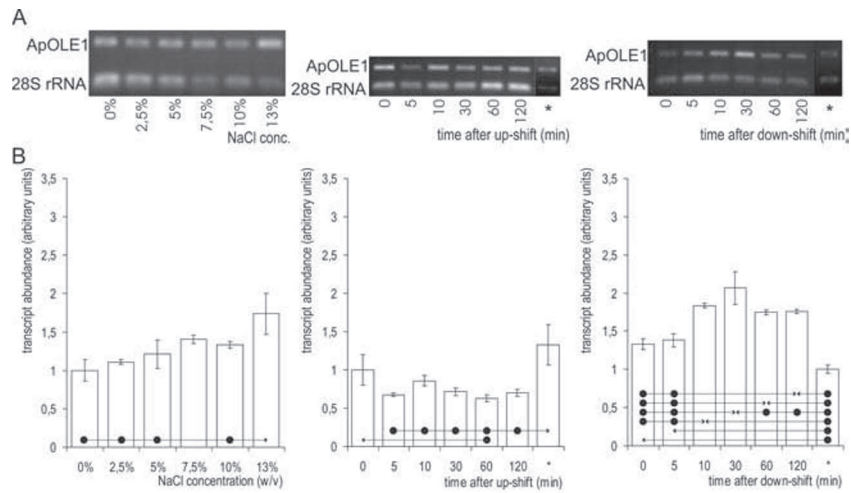 A
ApOLE1
28S rRNA
0%
2,5%
5%
7,5%
10%
13%
NaCl conc.
ApOLE1
28S rRNA
0
5
10
30
60
120
*
time after up-shift (min)
ApOLE1
28S rRNA
0
5
10
30
60
120
*
time after down-shift (min)
B
transcript abundance (arbitrary units)
3,5
3
2,5
2
1,5
1
0,5
0
0% 2,5% 5% 7,5% 10% 13%
NaCl concentration (w/v)
transcript abundance (arbitrary units)
3,5
3
2,5
2
1,5
1
0,5
0
0 5 10 30 60 120 *
time after up-shift (min)
transcript abundance (arbitrary units)
3,5
3
2,5
2
1,5
1
0,5
0
0 5 10 30 60 120 *
time after down-shift (min)